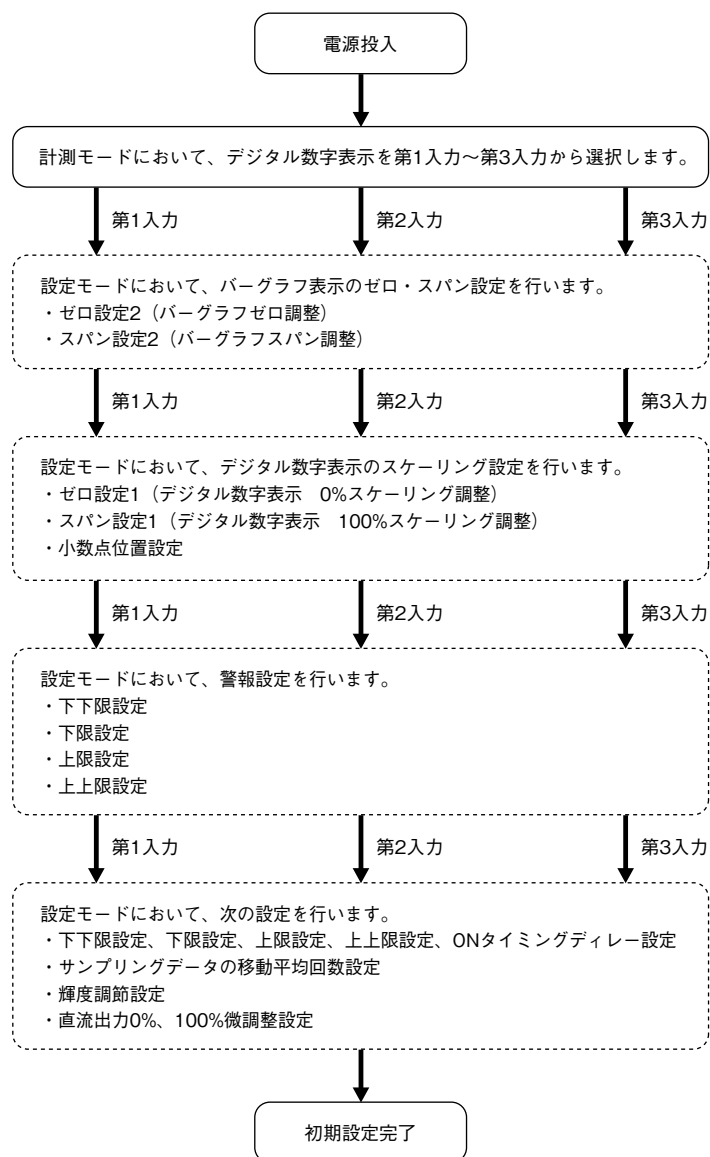 電源投入
計測モードにおいて、デジタル数字表示を第1入力～第3入力から選択します。
第1入力
第2入力
第3入力
設定モードにおいて、バーグラフ表示のゼロ・スパン設定を行います。
・ゼロ設定2（バーグラフゼロ調整）
・スパン設定2（バーグラフスパン調整）
第1入力
第2入力
第3入力
設定モードにおいて、デジタル数字表示のスケーリング設定を行います。
・ゼロ設定1（デジタル数字表示　0%スケーリング調整）
・スパン設定1（デジタル数字表示　100%スケーリング調整）
・小数点位置設定
第1入力
第2入力
第3入力
設定モードにおいて、警報設定を行います。
・下下限設定
・下限設定
・上限設定
・上上限設定
第1入力
第2入力
第3入力
設定モードにおいて、次の設定を行います。
・下下限設定、下限設定、上限設定、上上限設定、ONタイミングディレー設定
・サンプリングデータの移動平均回数設定
・輝度調節設定
・直流出力0%、100%微調整設定
初期設定完了